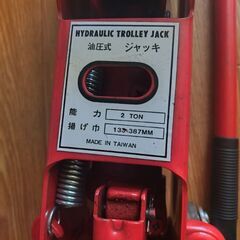 HYDRAULIC TROLLEY JACK
油圧式 ジャッキ
能力 2 TON
揚げ巾 135-387MM
MADE IN TAIWAN